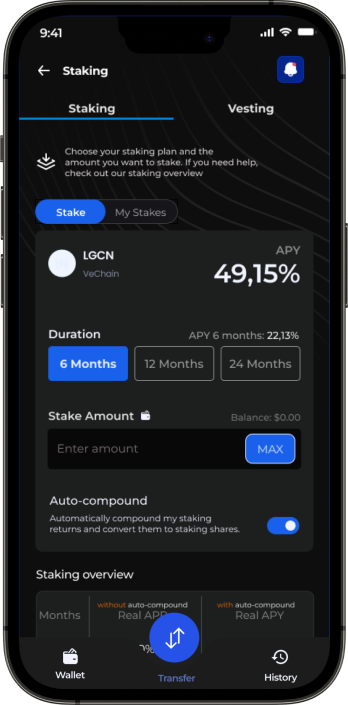 9:41
Staking
Staking
Vesting
Choose your staking plan and the
amount you want to stake. If you need help,
check out our staking overview
Stake
My Stakes
LGCN
VeChain
APY
49,15%
Duration
APY 6 months: 22,13%
6 Months
12 Months
24 Months
Stake Amount
Balance: $0.00
Enter amount
MAX
Auto-compound
Automatically compound my staking
returns and convert them to staking shares.
Staking overview
Months
without auto-compound
Real APR
with auto-compound
Real APY
Wallet
Transfer
History